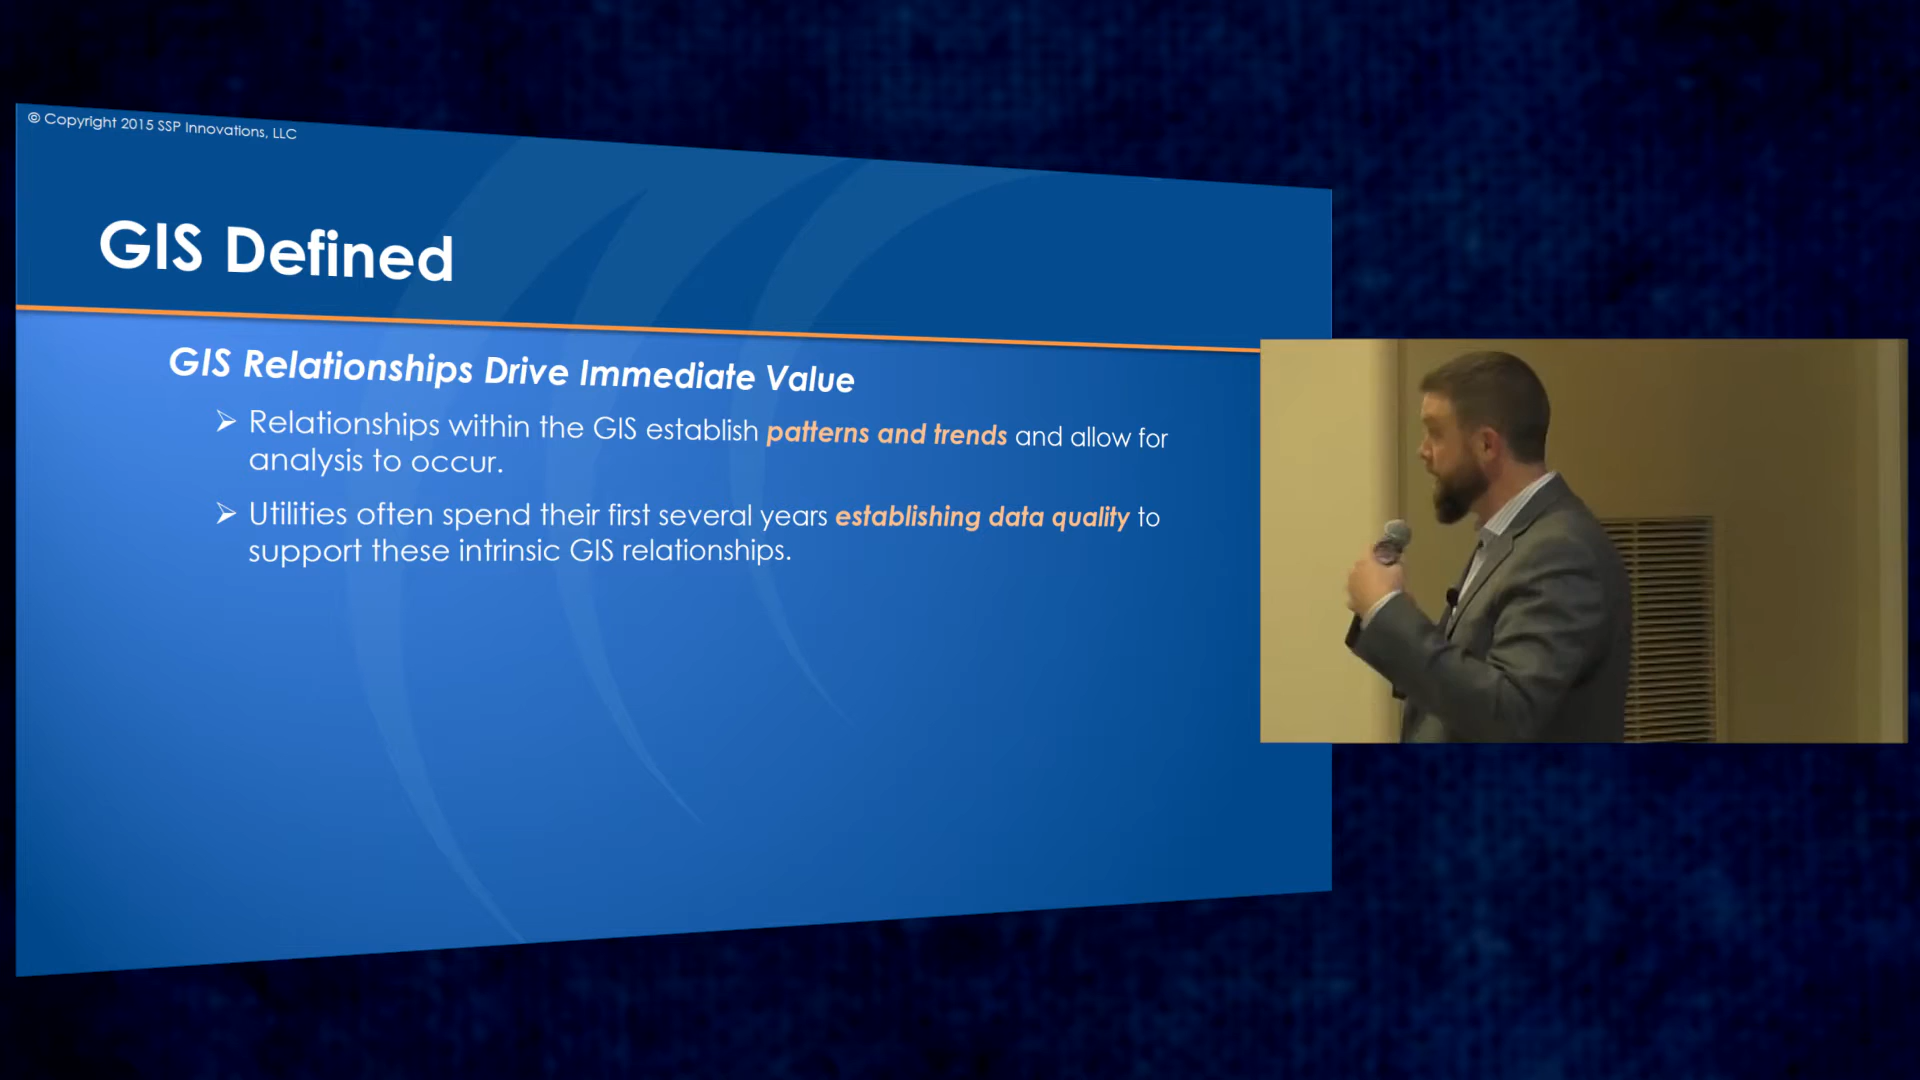 © Copyright 2015 SSP Innovations, LLC
GIS Defined
GIS Relationships Drive Immediate Value
➢ Relationships within the GIS establish patterns and trends and allow for
analysis to occur.
➢ Utilities often spend their first several years establishing data quality to
support these intrinsic GIS relationships.